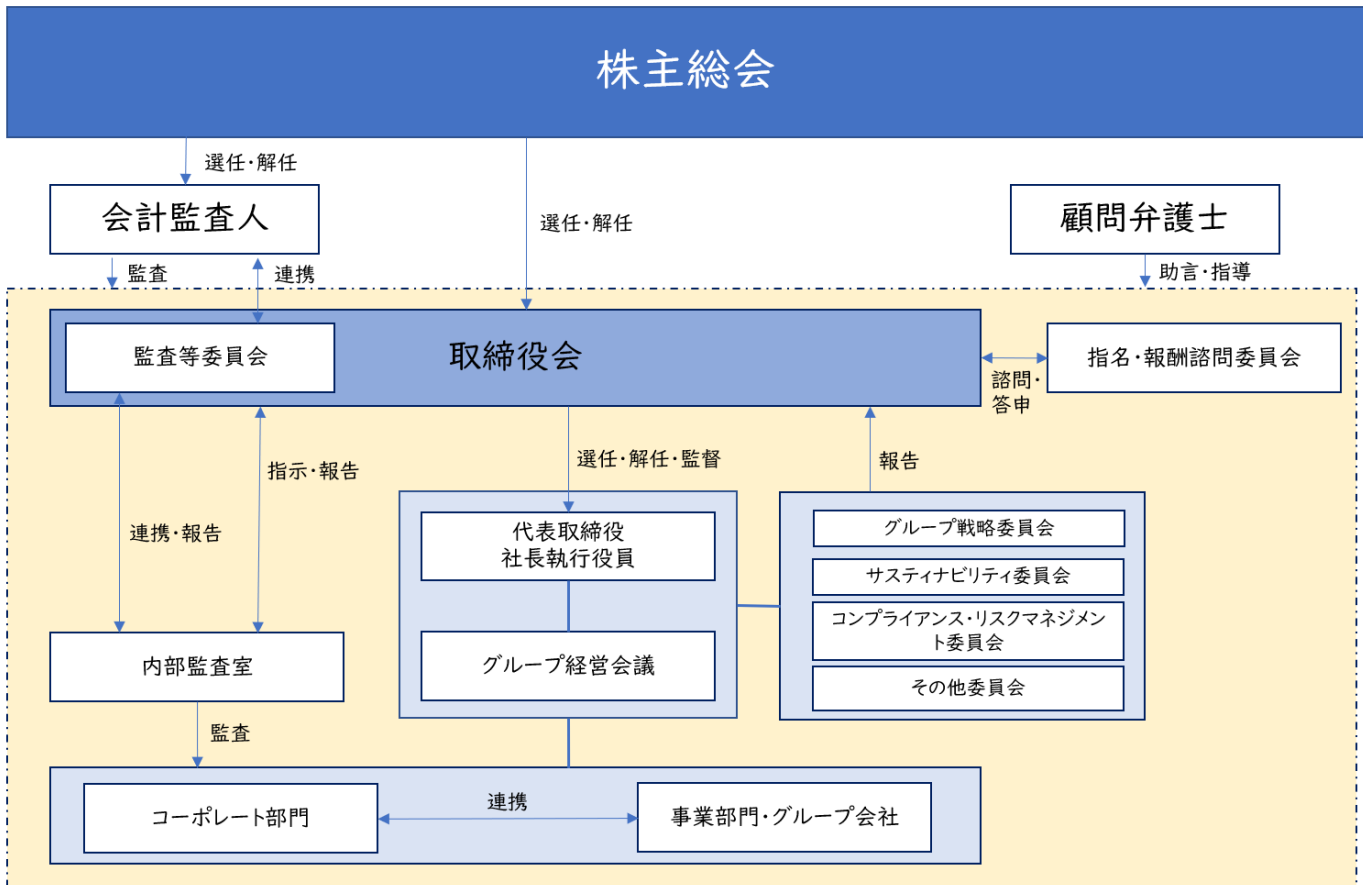 株主総会
選任・解任
選任・解任
会計監査人
顧問弁護士
監査
連携
助言・指導
監査等委員会
取締役会
指名・報酬諮問委員会
諮問・
答申
選任・解任・監督
報告
指示・報告
連携・報告
代表取締役
社長執行役員
グループ経営会議
グループ戦略委員会
サスティナビリティ委員会
コンプライアンス・リスクマネジメン
ト委員会
その他委員会
内部監査室
監査
コーポレート部門
連携
事業部門・グループ会社